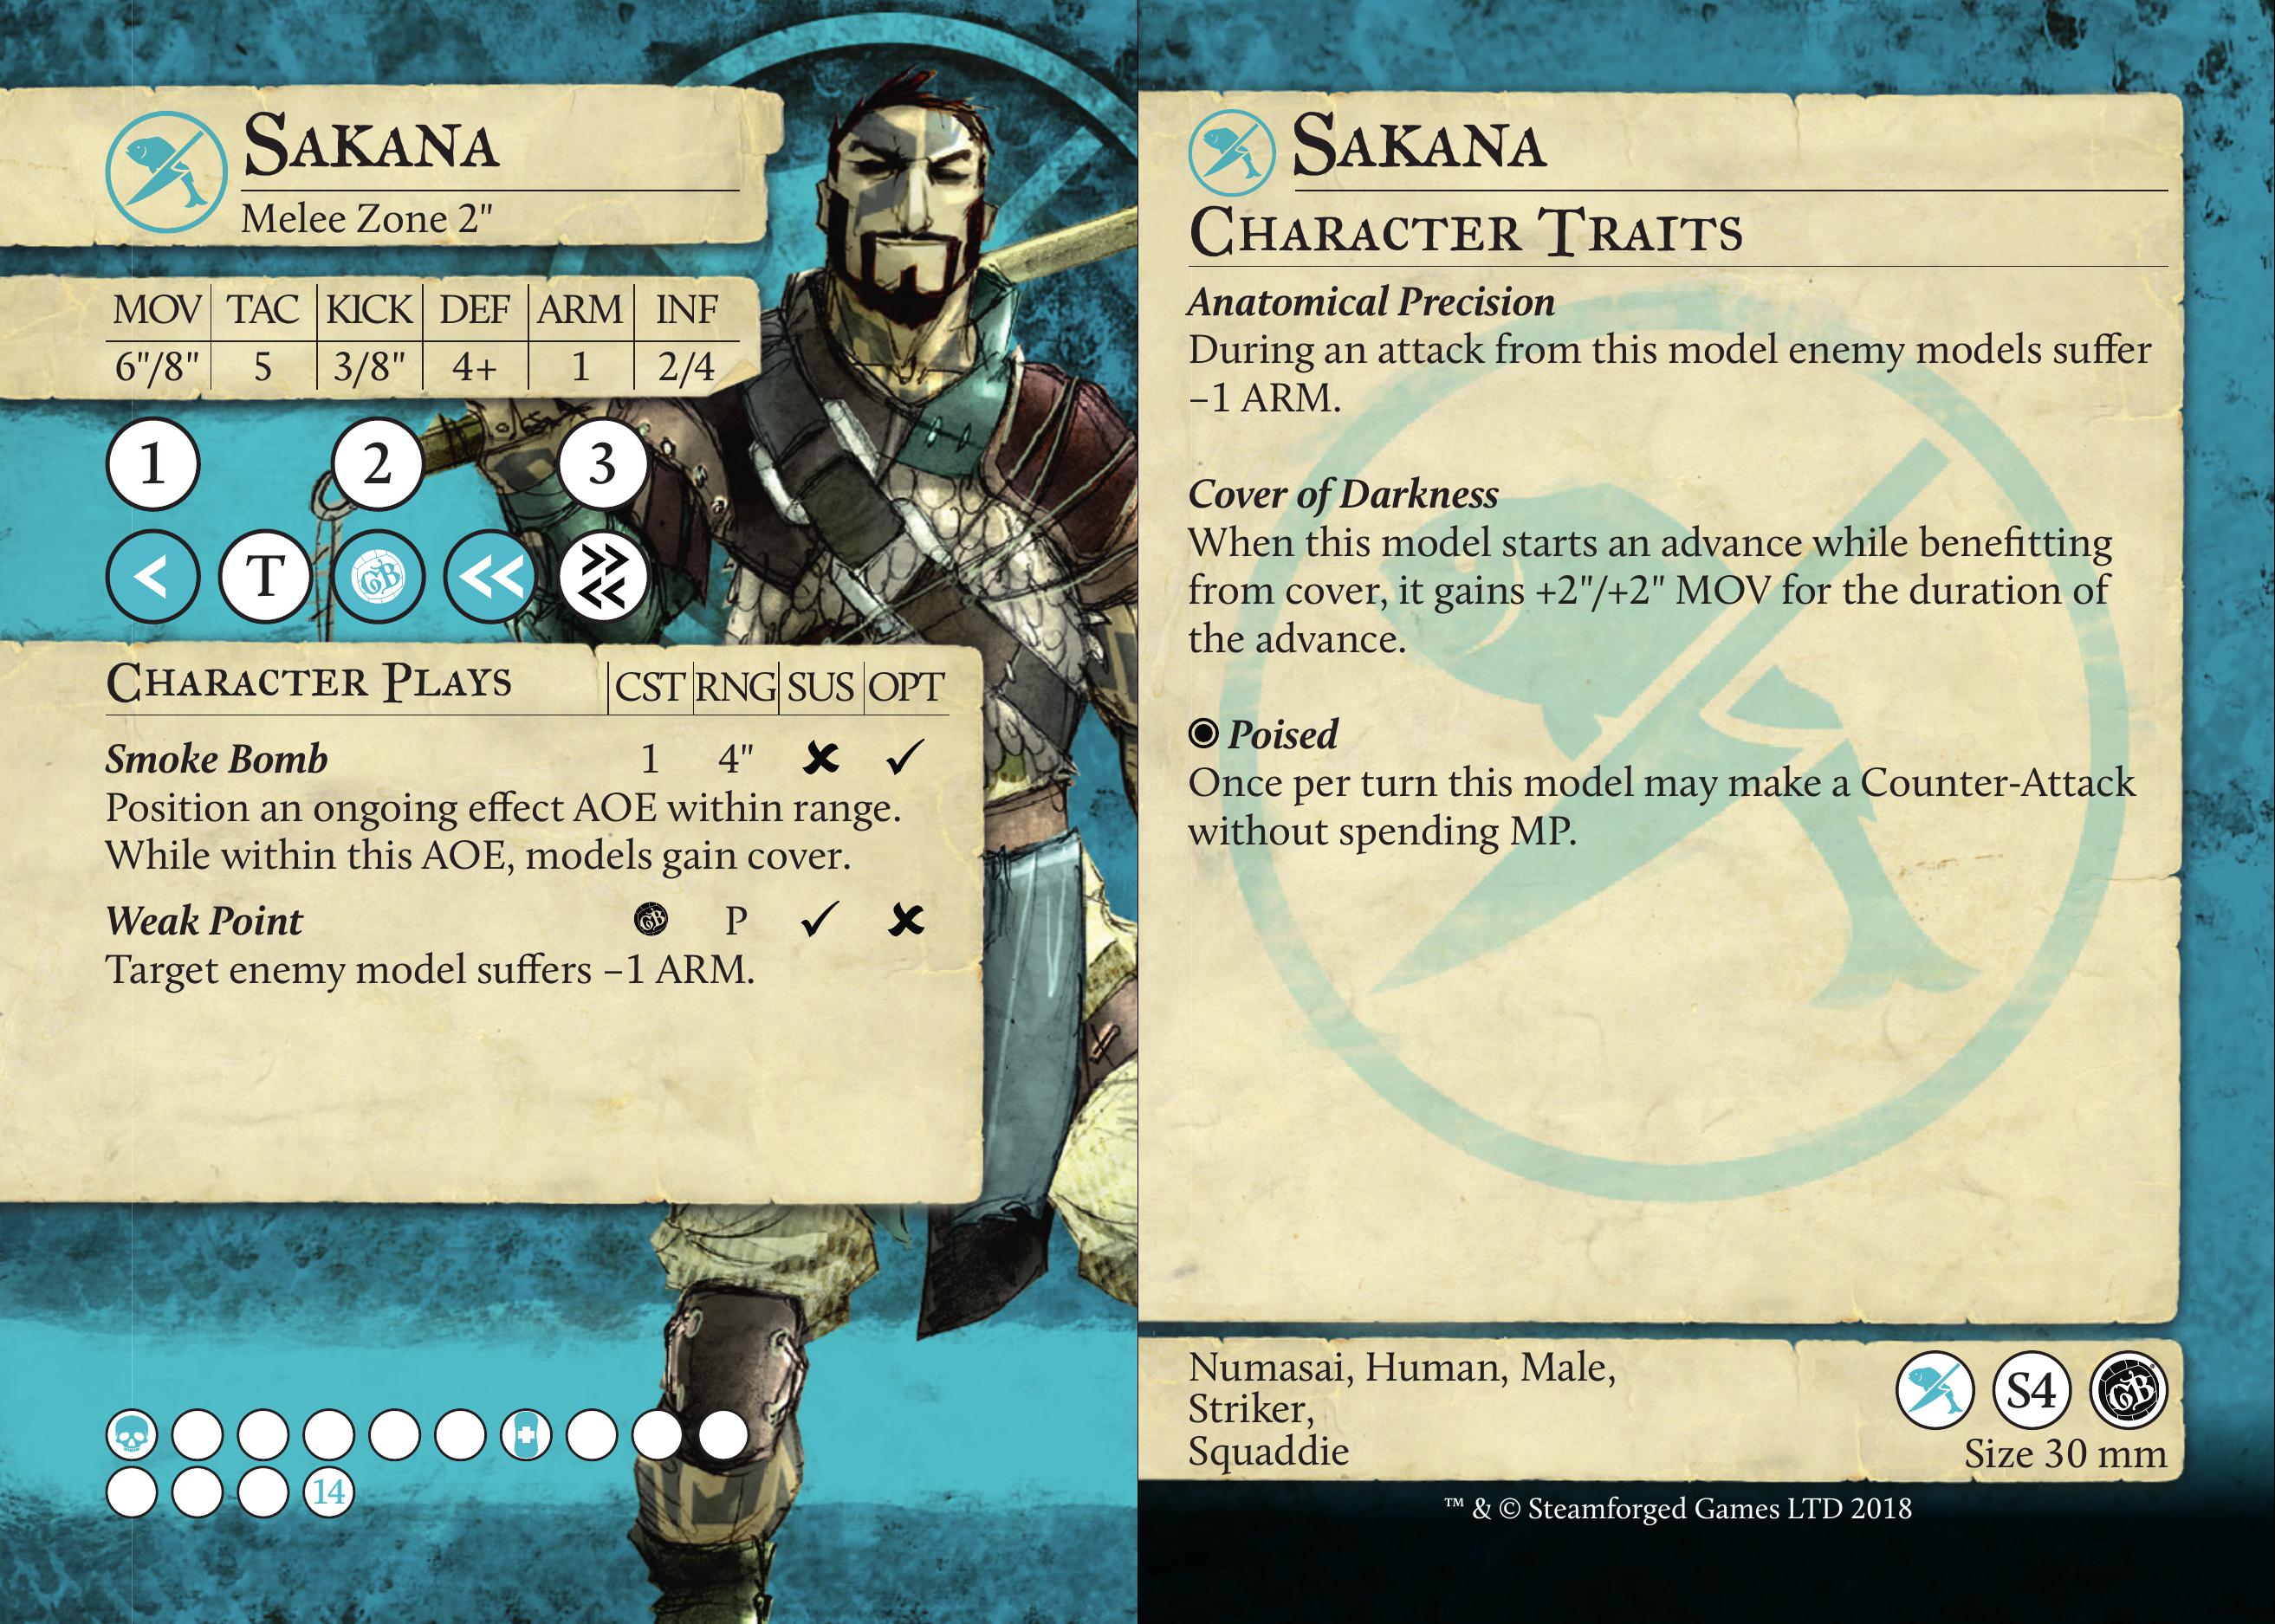 Sakana
Melee Zone 2"
MOV TAC KICK DEF ARM INF
6"/8" 5 3/8" 4+ 1 2/4
1 2 3
< T GB << >><<
Character Plays CST RNG SUS OPT
Smoke Bomb 1 4" ✘ ✓
Position an ongoing effect AOE within range.
While within this AOE, models gain cover.
Weak Point GB P ✓ ✘
Target enemy model suffers −1 ARM.
14
Sakana
Character Traits
Anatomical Precision
During an attack from this model enemy models suffer
−1 ARM.
Cover of Darkness
When this model starts an advance while benefitting
from cover, it gains +2"/+2" MOV for the duration of
the advance.
Poised
Once per turn this model may make a Counter-Attack
without spending MP.
Numasai, Human, Male,
Striker,
Squaddie
S4 GB
Size 30 mm
™ & © Steamforged Games LTD 2018